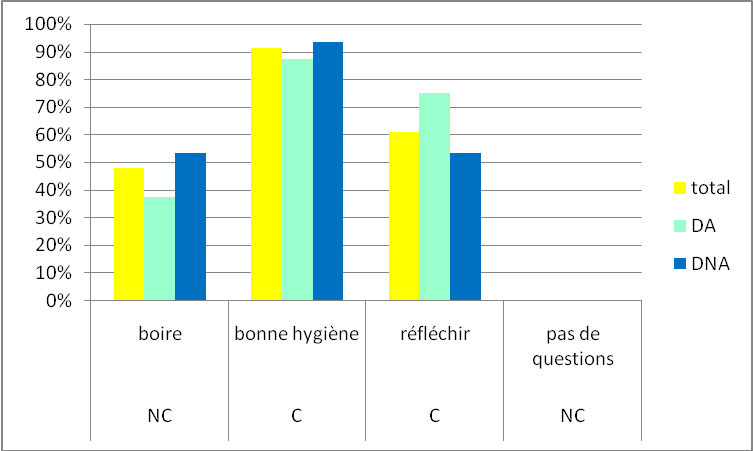 100%
90%
80%
70%
60%
50%
40%
30%
20%
10%
0%
boire
bonne hygiène
réfléchir
pas de
questions
NC
C
C
NC
total
DA
DNA